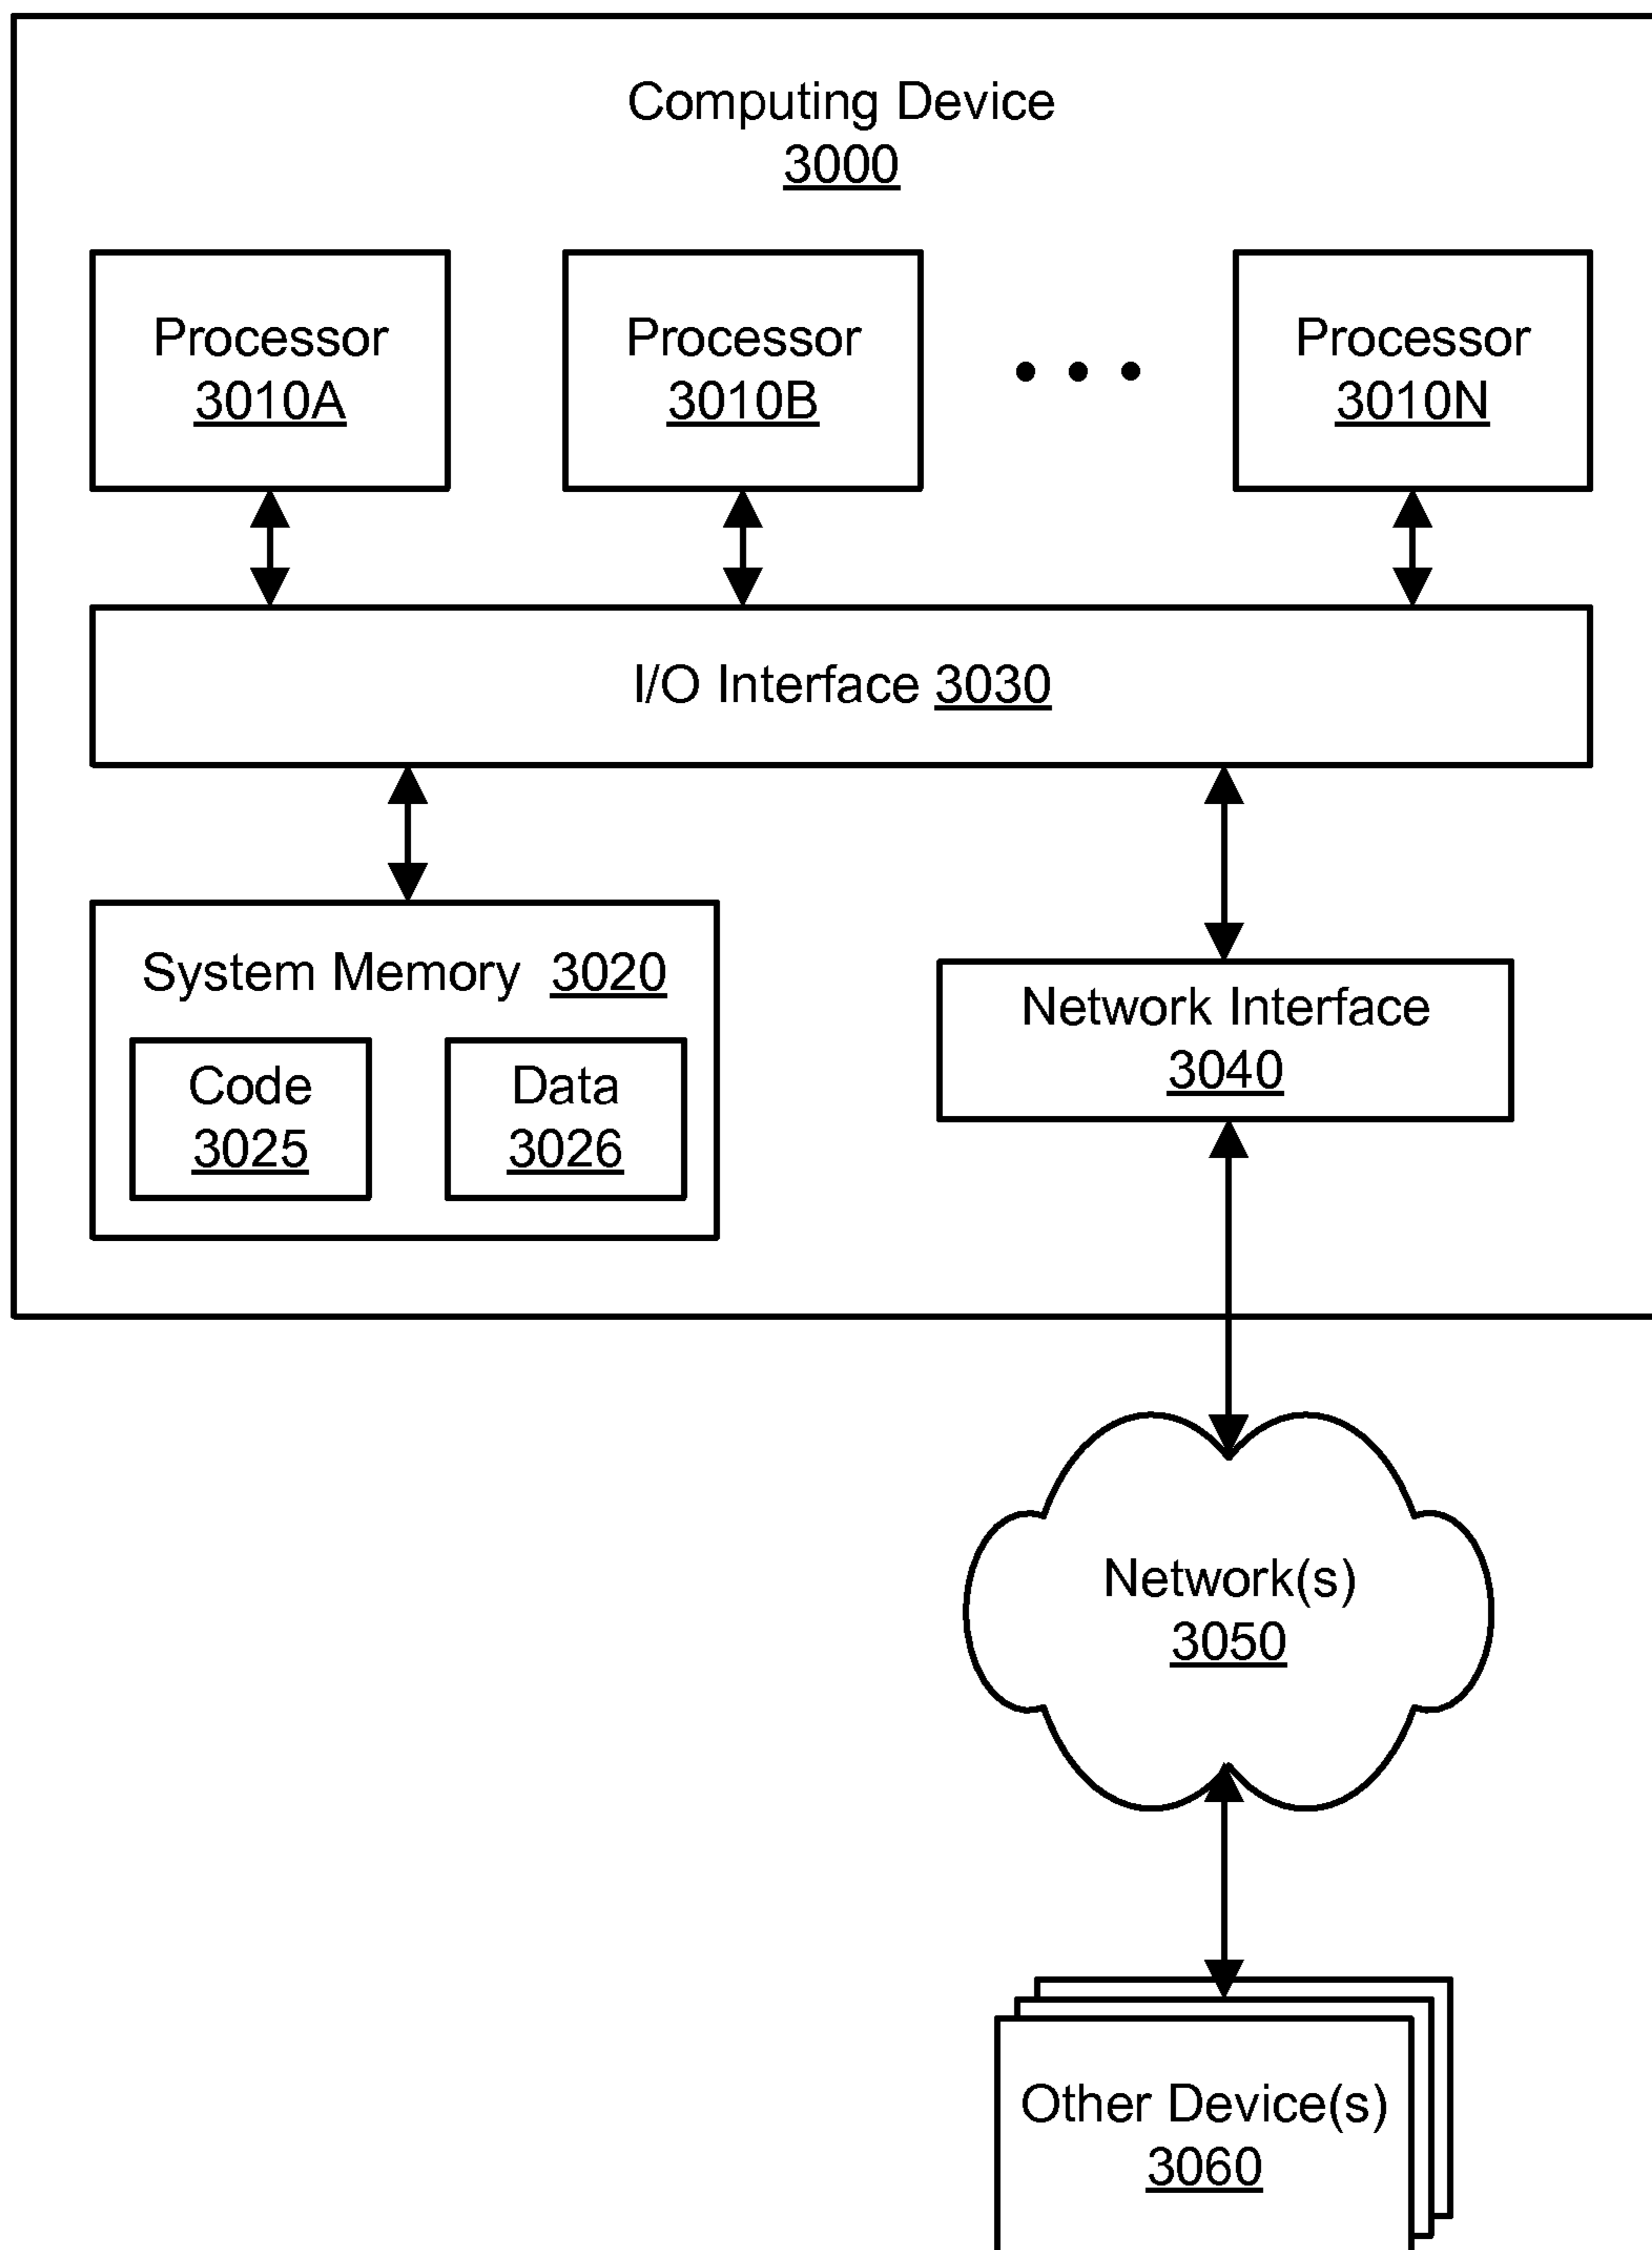 Computing Device
3000
Processor
3010A
Processor
3010B
Processor
3010N
I/O Interface 3030
System Memory 3020
Code
3025
Data
3026
Network Interface
3040
Network(s)
3050
Other Device(s)
3060